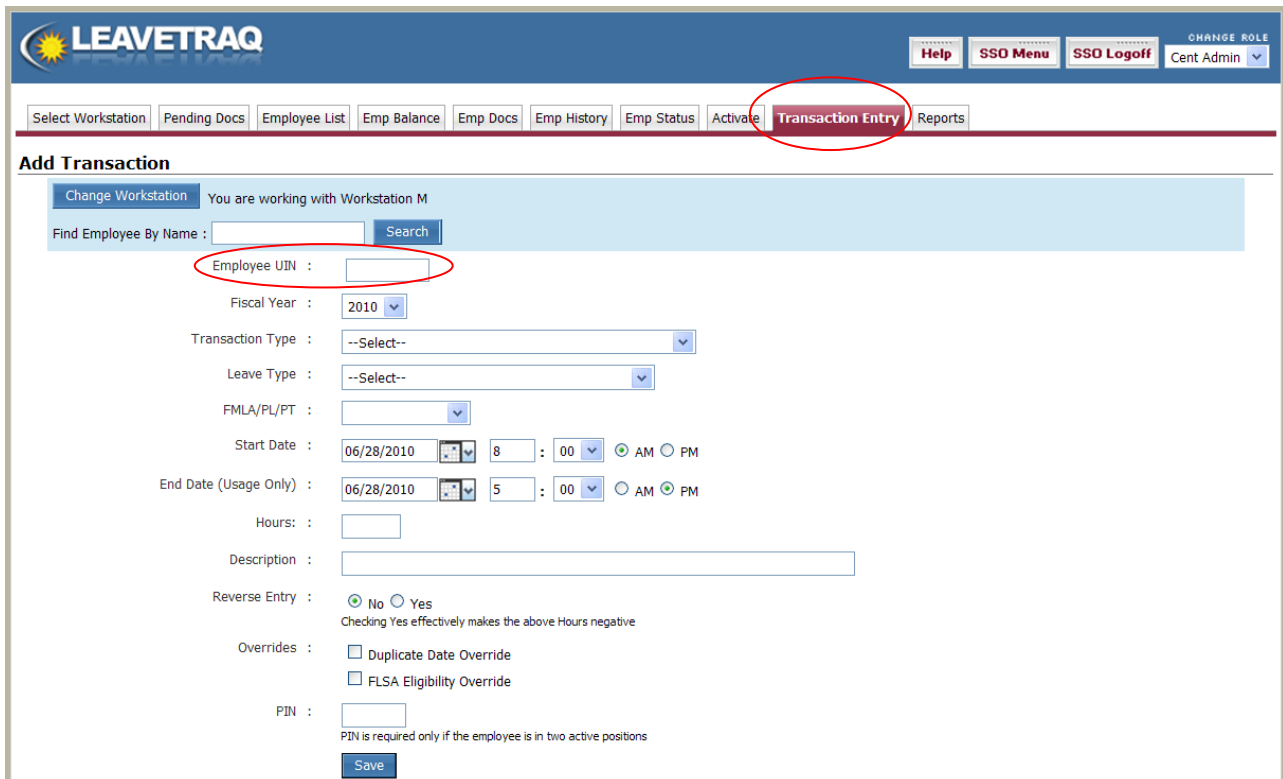 LEAVETRAQ
CHANGE ROLE
Help SSO Menu SSO Logoff Cent Admin
Select Workstation Pending Docs Employee List Emp Balance Emp Docs Emp History Emp Status Activate Transaction Entry Reports
Add Transaction
Change Workstation You are working with Workstation M
Find Employee By Name : Search
Employee UIN :
Fiscal Year : 2010
Transaction Type : --Select--
Leave Type : --Select--
FMLA/PL/PT :
Start Date : 06/28/2010 8 : 00 AM PM
End Date (Usage Only) : 06/28/2010 5 : 00 AM PM
Hours: :
Description :
Reverse Entry : No Yes
Checking Yes effectively makes the above Hours negative
Overrides : Duplicate Date Override
FLSA Eligibility Override
PIN :
PIN is required only if the employee is in two active positions
Save